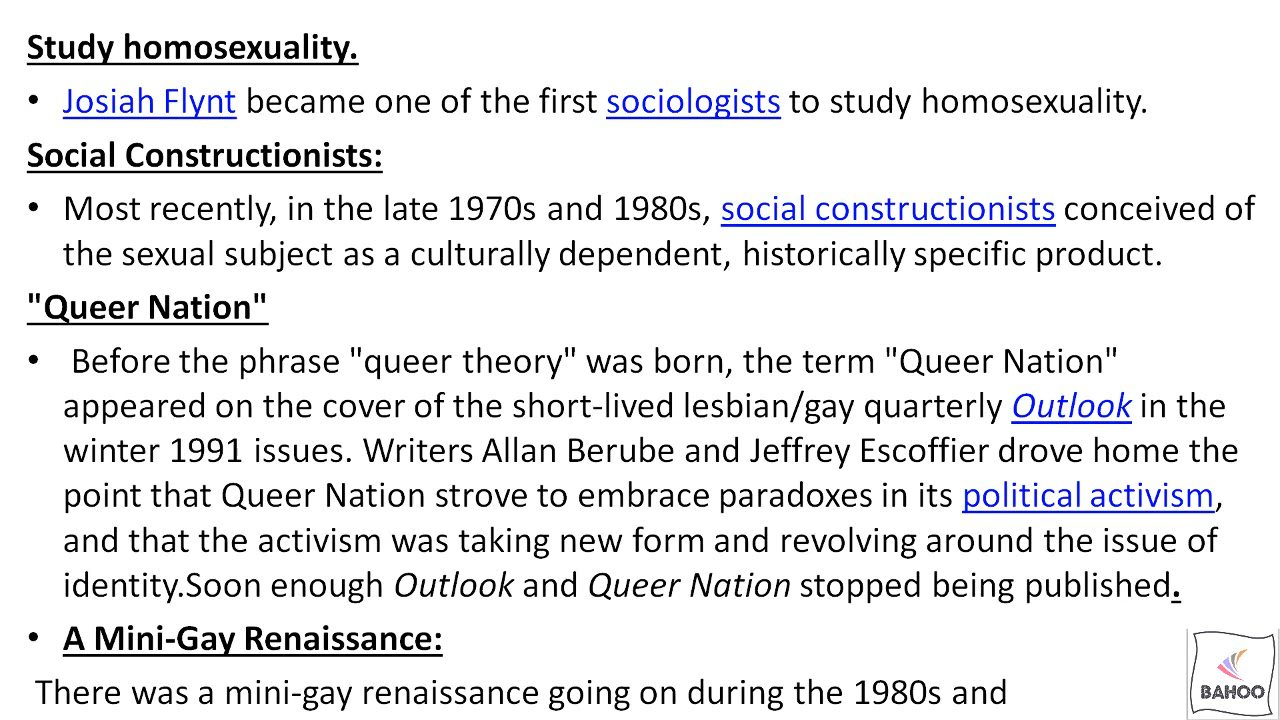 Study homosexuality.
• Josiah Flynt became one of the first sociologists to study homosexuality.
Social Constructionists:
• Most recently, in the late 1970s and 1980s, social constructionists conceived of
the sexual subject as a culturally dependent, historically specific product.
"Queer Nation"
• Before the phrase "queer theory" was born, the term "Queer Nation"
appeared on the cover of the short-lived lesbian/gay quarterly Outlook in the
winter 1991 issues. Writers Allan Berube and Jeffrey Escoffier drove home the
point that Queer Nation strove to embrace paradoxes in its political activism,
and that the activism was taking new form and revolving around the issue of
identity.Soon enough Outlook and Queer Nation stopped being published.
• A Mini-Gay Renaissance:
There was a mini-gay renaissance going on during the 1980s and
BAHOO